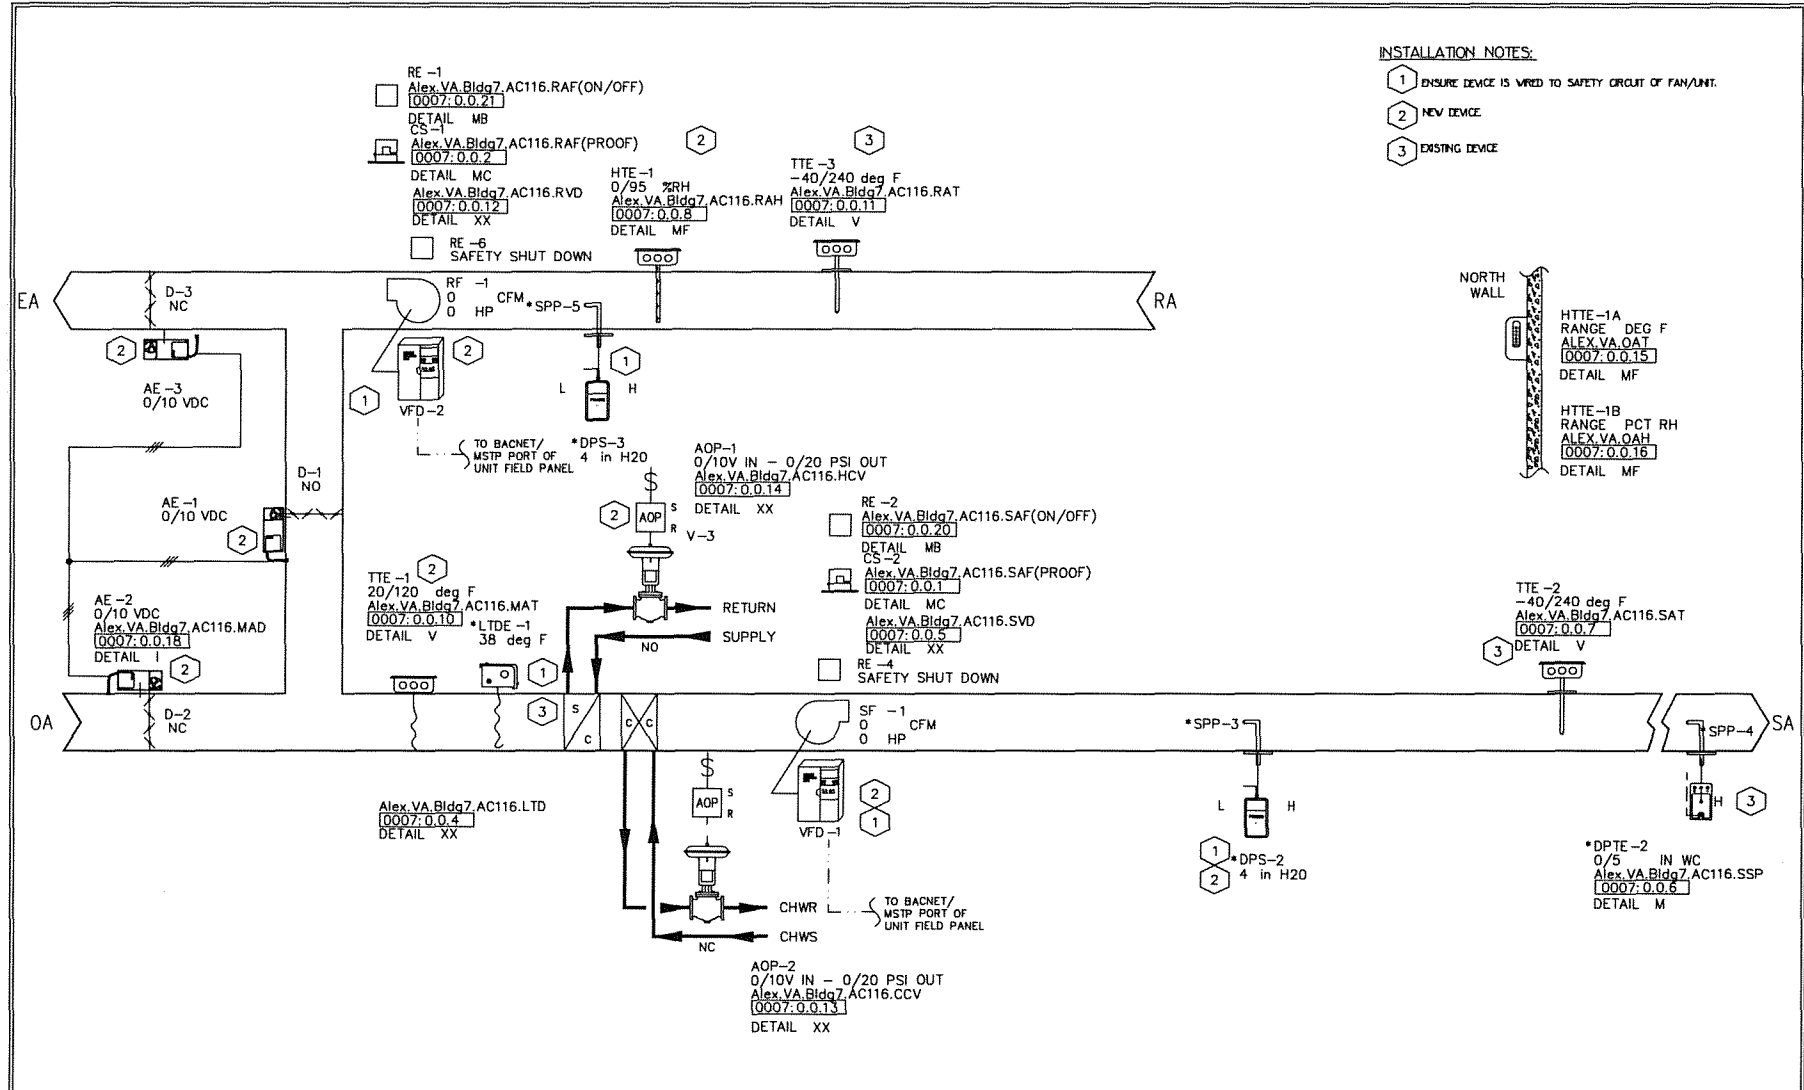 INSTALLATION NOTES:
1 ENSURE DEVICE IS WIRED TO SAFETY CIRCUIT OF FAN/UNIT.
2 NEW DEVICE
3 EXISTING DEVICE
RE-1
Alex.VA.Bldg7.AC116.RAF(ON/OFF)
0007:0.0.21
DETAIL MB
CS-1
Alex.VA.Bldg7.AC116.RAF(PROOF)
0007:0.0.2
DETAIL MC
Alex.VA.Bldg7.AC116.RVD
0007:0.0.12
DETAIL XX
RE-6
SAFETY SHUT DOWN
2
HTE-1
0/95 %RH
Alex.VA.Bldg7.AC116.RAH
0007:0.0.8
DETAIL MF
3
TTE-3
-40/240 deg F
Alex.VA.Bldg7.AC116.RAT
0007:0.0.11
DETAIL V
EA
D-3
NC
RF -1
0 CFM
0 HP
*SPP-5
RA
NORTH
WALL
HTTE-1A
RANGE DEG F
ALEX.VA.OAT
0007:0.0.15
DETAIL MF
HTTE-1B
RANGE PCT RH
ALEX.VA.OAH
0007:0.0.16
DETAIL MF
2
AE-3
0/10 VDC
2
1
VFD-2
TO BACNET/
MSTP PORT OF
UNIT FIELD PANEL
1
L H
*DPS-3
4 in H20
D-1
NO
AE-1
0/10 VDC
2
AOP-1
0/10V IN - 0/20 PSI OUT
Alex.VA.Bldg7.AC116.HCV
0007:0.0.14
DETAIL XX
S
2
AOP
S
R
V-3
RETURN
SUPPLY
NO
RE-2
Alex.VA.Bldg7.AC116.SAF(ON/OFF)
0007:0.0.20
DETAIL MB
CS-2
Alex.VA.Bldg7.AC116.SAF(PROOF)
0007:0.0.1
DETAIL MC
Alex.VA.Bldg7.AC116.SVD
0007:0.0.5
DETAIL XX
RE-4
SAFETY SHUT DOWN
TTE-1
2
20/120 deg F
Alex.VA.Bldg7.AC116.MAT
0007:0.0.10
DETAIL V
*LTDE-1
38 deg F
1
3
AE-2
0/10 VDC
Alex.VA.Bldg7.AC116.MAD
0007:0.0.18
DETAIL I
2
TTE-2
-40/240 deg F
Alex.VA.Bldg7.AC116.SAT
0007:0.0.7
DETAIL V
3
OA
D-2
NC
S
C
C C
SF -1
0 CFM
0 HP
*SPP-3
*SPP-4
SA
Alex.VA.Bldg7.AC116.LTD
0007:0.0.4
DETAIL XX
S
AOP
S
R
VFD-1
2
1
TO BACNET/
MSTP PORT OF
UNIT FIELD PANEL
CHWR
CHWS
NC
AOP-2
0/10V IN - 0/20 PSI OUT
Alex.VA.Bldg7.AC116.CCV
0007:0.0.13
DETAIL XX
L H
1
2
*DPS-2
4 in H20
H
3
*DPTE-2
0/5 IN WC
Alex.VA.Bldg7.AC116.SSP
0007:0.0.6
DETAIL M